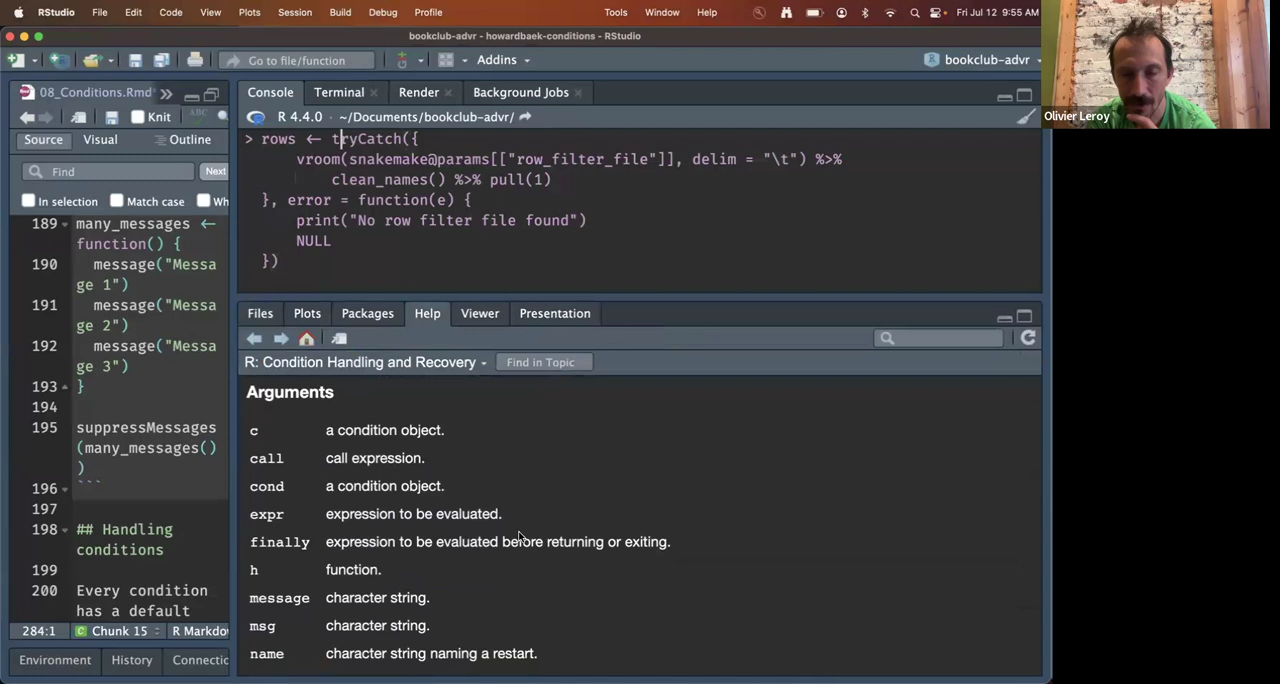 RStudio File Edit Code View Plots Session Build Debug Profile Tools Window Help Fri Jul 12 9:55 AM
bookclub-advr - howardbaek-conditions - RStudio
Go to file/function Addins bookclub-advr
08_Conditions.Rmd
Knit
Source Visual Outline
Find Next
In selection Match case Wh
189 many_messages ←
function() {
190 message("Messa
ge 1")
191 message("Messa
ge 2")
192 message("Messa
ge 3")
193 }
194
195 suppressMessages
(many_messages()
)
196 ```
197
198 ## Handling
conditions
199
200 Every condition
has a default
284:1 Chunk 15 R Markdo
Environment History Connectio
Console Terminal Render Background Jobs
R 4.4.0 · ~/Documents/bookclub-advr/
> rows ← tryCatch({
vroom(snakemake@params[["row_filter_file"]], delim = "\t") %>%
clean_names() %>% pull(1)
}, error = function(e) {
print("No row filter file found")
NULL
})
Files Plots Packages Help Viewer Presentation
R: Condition Handling and Recovery Find in Topic
Arguments
c a condition object.
call call expression.
cond a condition object.
expr expression to be evaluated.
finally expression to be evaluated before returning or exiting.
h function.
message character string.
msg character string.
name character string naming a restart.
Olivier Leroy